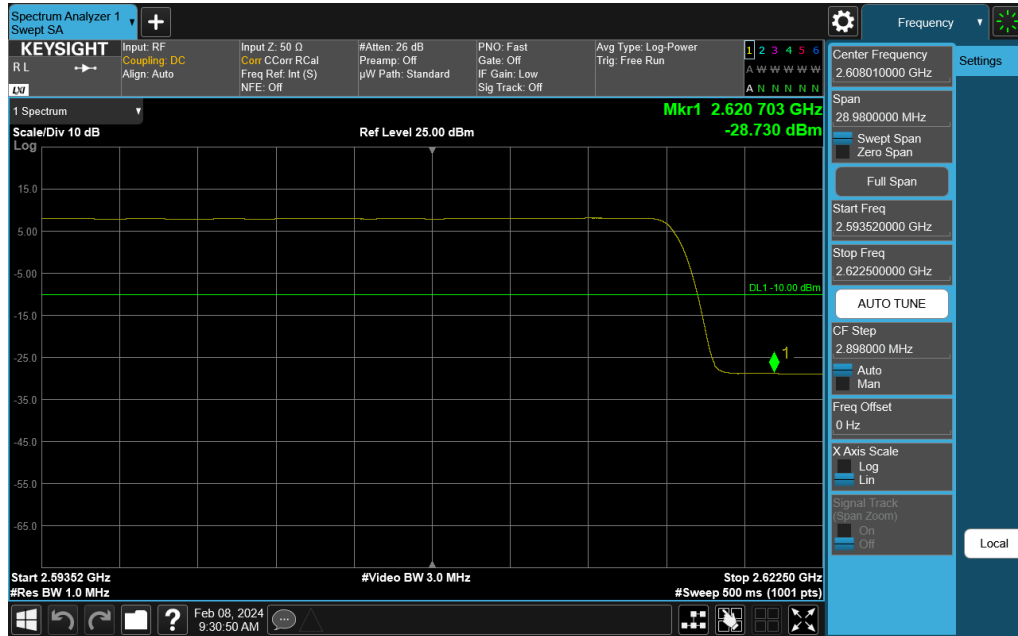 Spectrum Analyzer 1
Swept SA
Frequency
KEYSIGHT
R L
LXI
Input: RF
Coupling: DC
Align: Auto
Input Z: 50 Ω
Corr CCorr RCal
Freq Ref: Int (S)
NFE: Off
#Atten: 26 dB
Preamp: Off
µW Path: Standard
PNO: Fast
Gate: Off
IF Gain: Low
Sig Track: Off
Avg Type: Log-Power
Trig: Free Run
1 2 3 4 5 6
A W W W W W
A N N N N N
1 Spectrum
Mkr1 2.620 703 GHz
Scale/Div 10 dB
Ref Level 25.00 dBm
-28.730 dBm
Log
15.0
5.00
-5.00
-15.0
-25.0
-35.0
-45.0
-55.0
-65.0
DL1 -10.00 dBm
1
Start 2.59352 GHz
#Video BW 3.0 MHz
Stop 2.62250 GHz
#Res BW 1.0 MHz
#Sweep 500 ms (1001 pts)
Center Frequency
2.608010000 GHz
Settings
Span
28.9800000 MHz
Swept Span
Zero Span
Full Span
Start Freq
2.593520000 GHz
Stop Freq
2.622500000 GHz
AUTO TUNE
CF Step
2.898000 MHz
Auto
Man
Freq Offset
0 Hz
X Axis Scale
Log
Lin
Signal Track
(Span Zoom)
On
Off
Local
?
Feb 08, 2024
9:30:50 AM